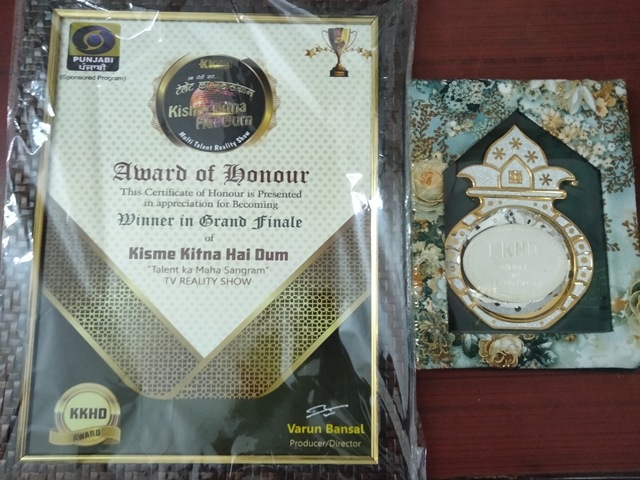 PUNJABI
ਪੰਜਾਬੀ
(Sponsored Program)
KKHD
Kisme Kitna
Hai Dum
Multi Talent Reality Show
Award of Honour
This Certificate of Honour is Presented
in appreciation for Becoming
Winner in Grand Finale
of
Kisme Kitna Hai Dum
"Talent ka Maha Sangram"
TV REALITY SHOW
KKHD
AWARD
Varun Bansal
Producer/Director
KKHD